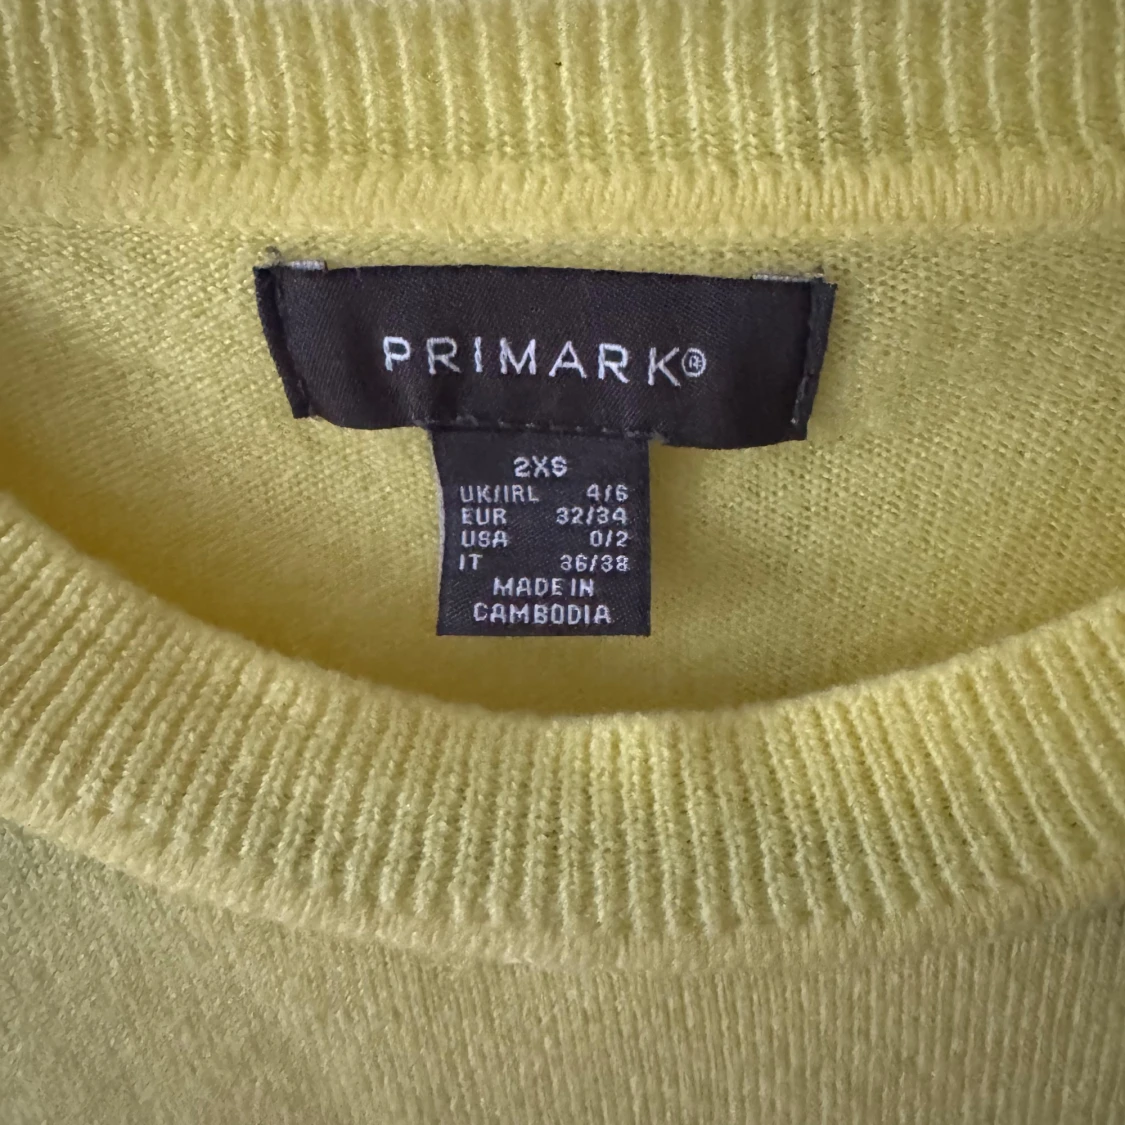 PRIMARK®
2XS
UK/IRL 4/6
EUR 32/34
USA 0/2
IT 36/38
MADE IN
CAMBODIA